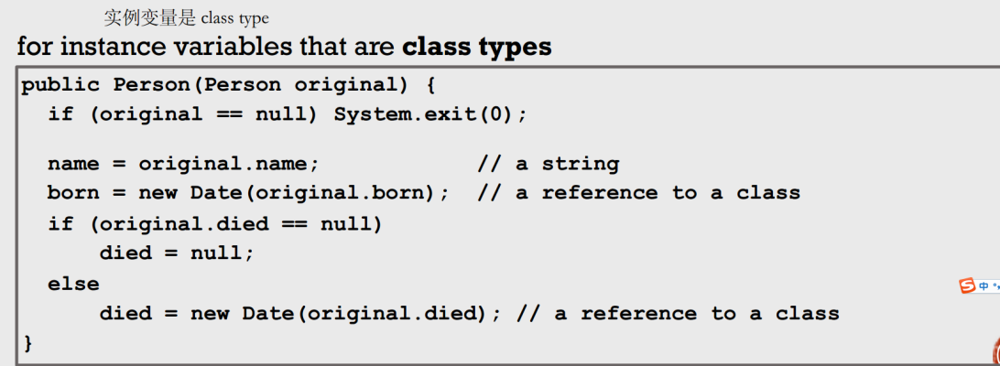 实例变量是 class type
for instance variables that are class types
public Person(Person original) {
if (original == null) System.exit(0);
name = original.name; // a string
born = new Date(original.born); // a reference to a class
if (original.died == null)
died = null;
else
died = new Date(original.died); // a reference to a class
}
S 中